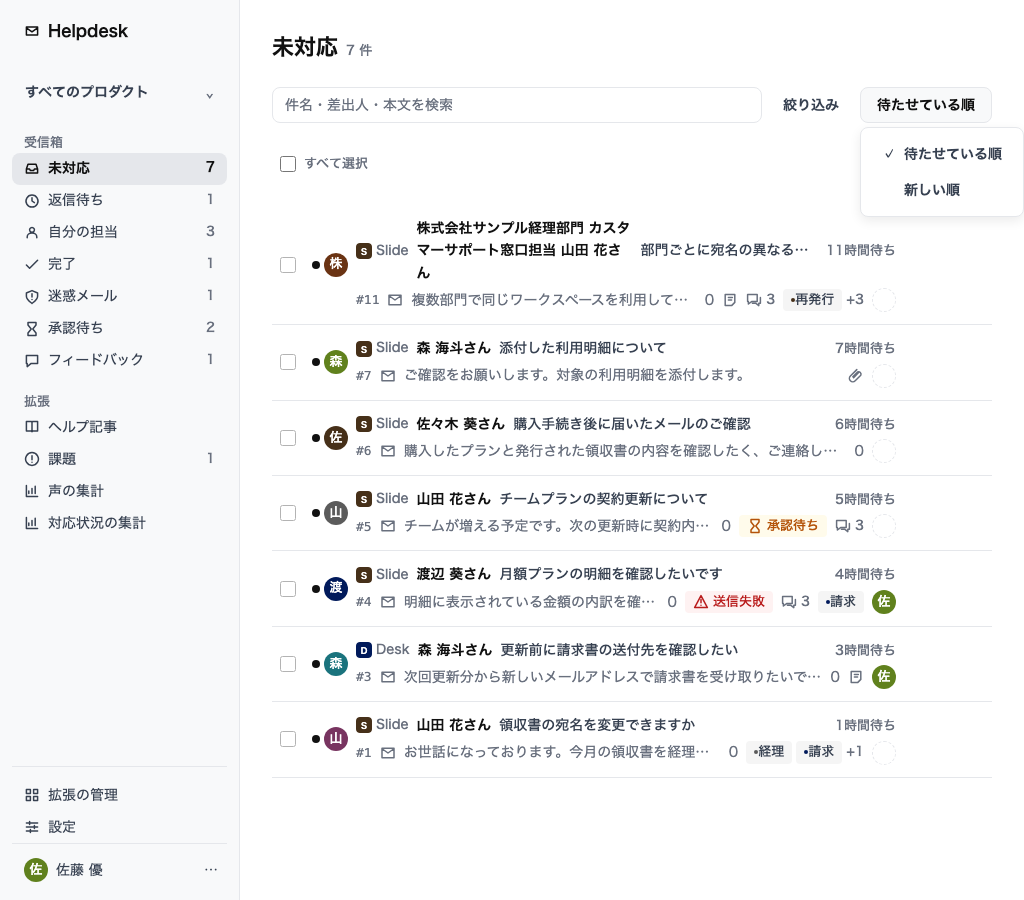 Helpdesk
すべてのプロダクト
受信箱
未対応 7
返信待ち 1
自分の担当 3
完了 1
迷惑メール 1
承認待ち 2
フィードバック 1
拡張
ヘルプ記事
課題 1
声の集計
対応状況の集計
拡張の管理
設定
佐 佐藤 優 …
未対応 7 件
件名・差出人・本文を検索 絞り込み 待たせている順
✓ 待たせている順
新しい順
すべて選択
株式会社サンプル経理部門 カスタ
株 S Slide マーサポート窓口担当 山田 花さ 部門ごとに宛名の異なる… 11時間待ち
ん
#11 複数部門で同じワークスペースを利用して… 0 3 •再発行 +3
森 S Slide 森 海斗さん 添付した利用明細について 7時間待ち
#7 ご確認をお願いします。対象の利用明細を添付します。
佐 S Slide 佐々木 葵さん 購入手続き後に届いたメールのご確認 6時間待ち
#6 購入したプランと発行された領収書の内容を確認したく、ご連絡し… 0
山 S Slide 山田 花さん チームプランの契約更新について 5時間待ち
#5 チームが増える予定です。次の更新時に契約内… 0 承認待ち 3
渡 S Slide 渡辺 葵さん 月額プランの明細を確認したいです 4時間待ち
#4 明細に表示されている金額の内訳を確… 0 送信失敗 3 •請求 佐
森 D Desk 森 海斗さん 更新前に請求書の送付先を確認したい 3時間待ち
#3 次回更新分から新しいメールアドレスで請求書を受け取りたいで… 0 佐
山 S Slide 山田 花さん 領収書の宛名を変更できますか 1時間待ち
#1 お世話になっております。今月の領収書を経理… 0 •経理 •請求 +1